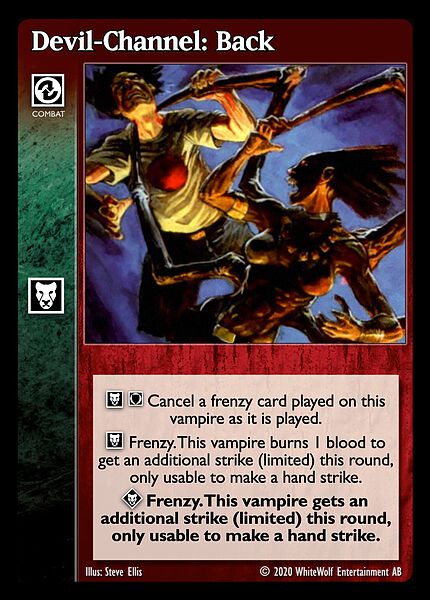 Devil-Channel: Back
COMBAT
Cancel a frenzy card played on this
vampire as it is played.
Frenzy.This vampire burns 1 blood to
get an additional strike (limited) this round,
only usable to make a hand strike.
Frenzy.This vampire gets an
additional strike (limited) this round,
only usable to make a hand strike.
Illus: Steve Ellis
© 2020 WhiteWolf Entertainment AB